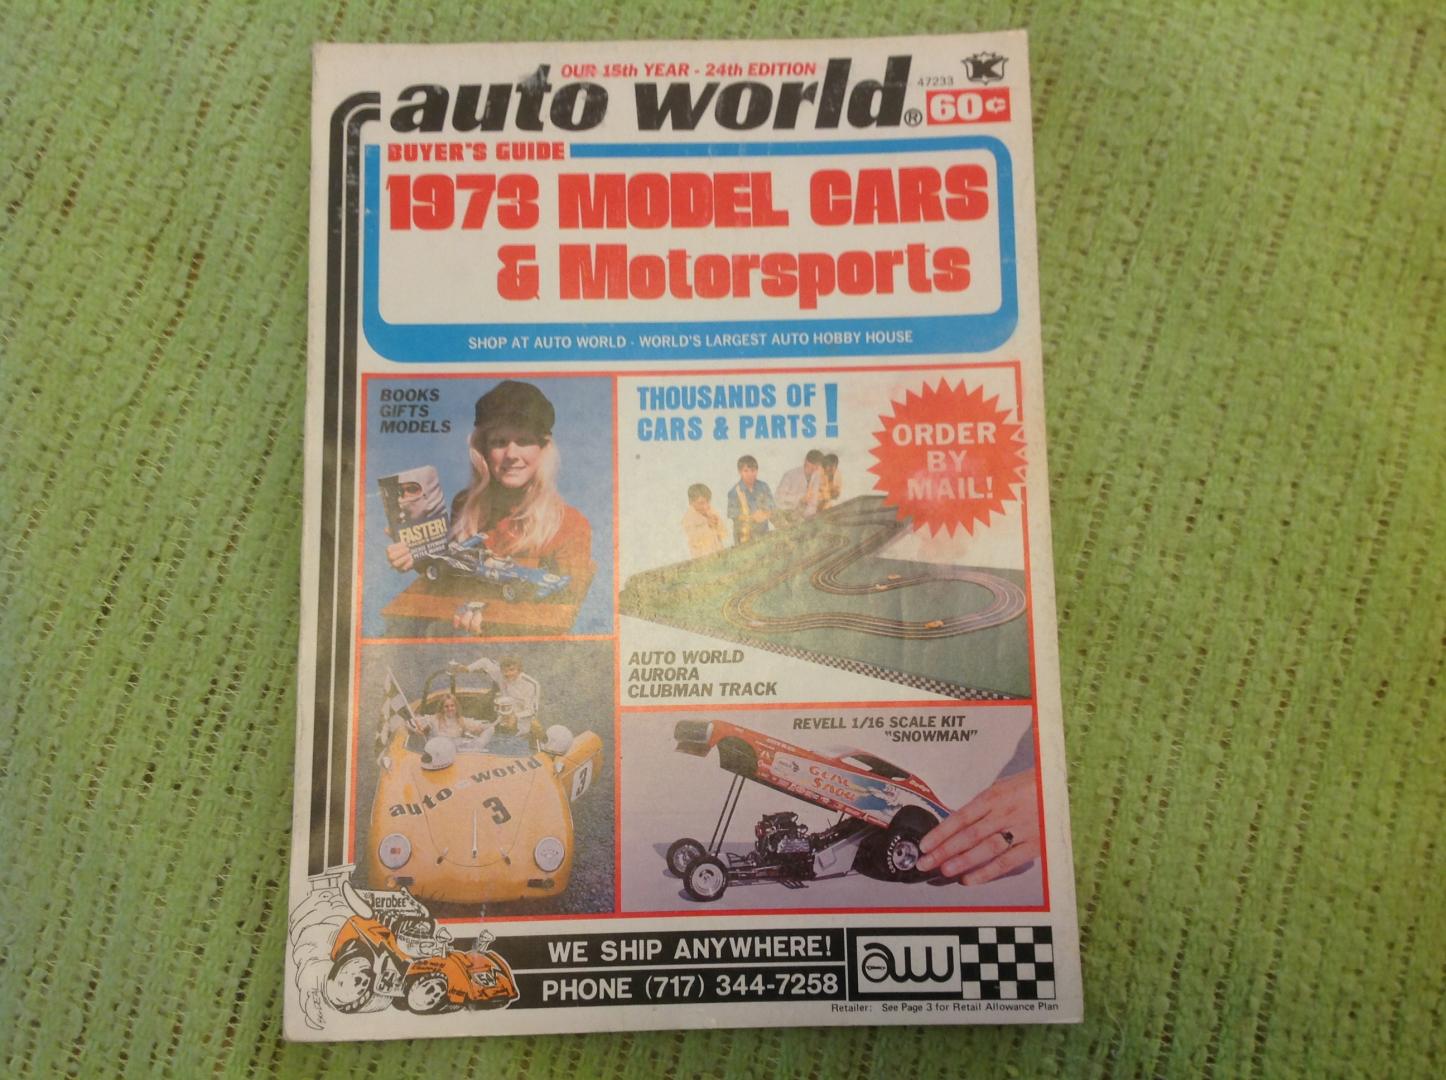 OUR 15th YEAR - 24th EDITION
auto world®
47233
K
60¢
BUYER'S GUIDE
1973 MODEL CARS
& Motorsports
SHOP AT AUTO WORLD - WORLD'S LARGEST AUTO HOBBY HOUSE
BOOKS
GIFTS
MODELS
FASTER!
THOUSANDS OF
CARS & PARTS!
ORDER
BY
MAIL!
AUTO WORLD
AURORA
CLUBMAN TRACK
auto world
3
3
REVELL 1/16 SCALE KIT
"SNOWMAN"
Gene
Snow
Aerobee
WE SHIP ANYWHERE!
PHONE (717) 344-7258
aw
Retailer: See Page 3 for Retail Allowance Plan